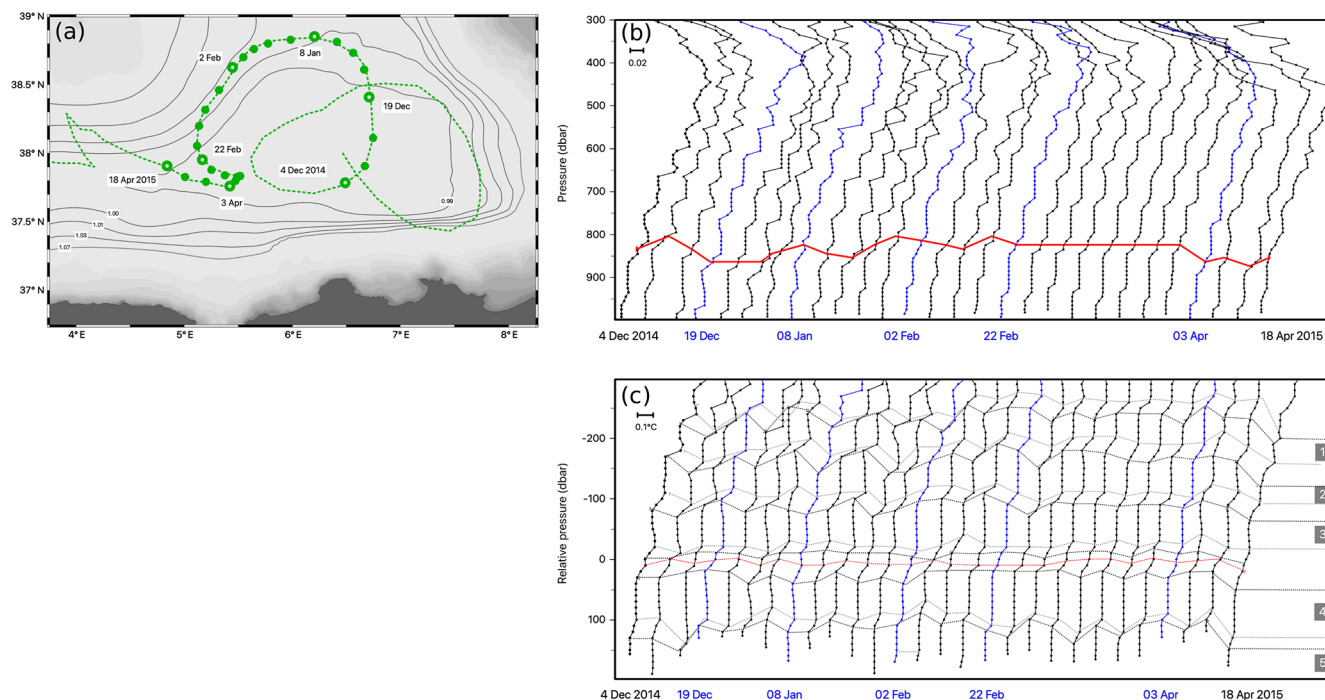 (a)
39° N
38.5° N
38° N
37.5° N
37° N
4° E
5° E
6° E
7° E
8° E
2 Feb
8 Jan
19 Dec
22 Feb
4 Dec 2014
18 Apr 2015
3 Apr
1.00
1.01
1.03
1.07
0.99
(b)
0.02
Pressure (dbar)
300
400
500
600
700
800
900
4 Dec 2014
19 Dec
08 Jan
02 Feb
22 Feb
03 Apr
18 Apr 2015
(c)
0.1°C
Relative pressure (dbar)
-200
-100
0
100
1
2
3
4
5
4 Dec 2014
19 Dec
08 Jan
02 Feb
22 Feb
03 Apr
18 Apr 2015